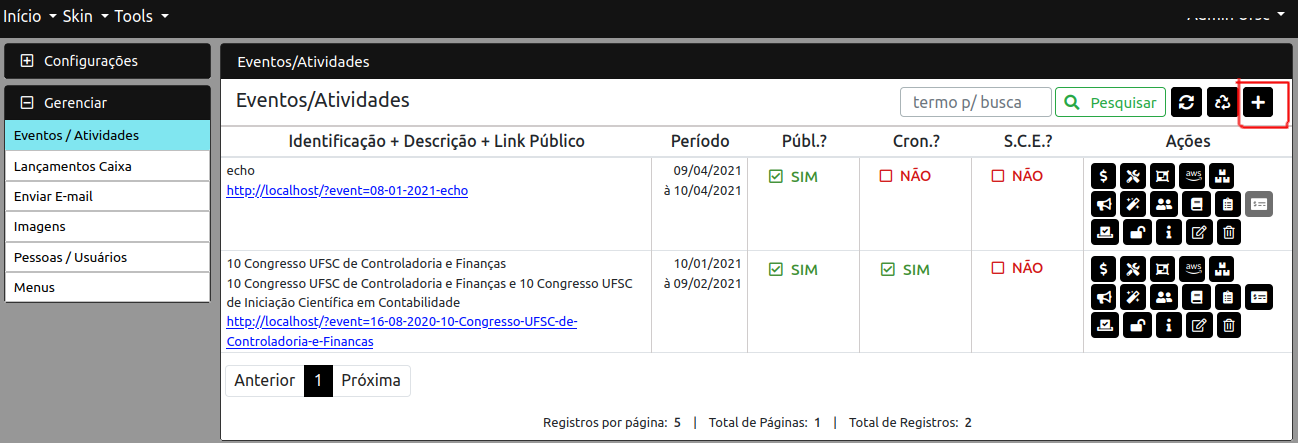 Início Skin Tools
Configurações
Gerenciar
Eventos / Atividades
Lançamentos Caixa
Enviar E-mail
Imagens
Pessoas / Usuários
Menus
Eventos/Atividades
Eventos/Atividades
termo p/ busca Pesquisar
Identificação + Descrição + Link Público Período Públ.? Cron.? S.C.E.? Ações
echo
http://localhost/?event=08-01-2021-echo
09/04/2021
à 10/04/2021
SIM NÃO NÃO
aws
10 Congresso UFSC de Controladoria e Finanças
10 Congresso UFSC de Controladoria e Finanças e 10 Congresso UFSC
de Iniciação Científica em Contabilidade
http://localhost/?event=16-08-2020-10-Congresso-UFSC-de-
Controladoria-e-Financas
10/01/2021
à 09/02/2021
SIM SIM NÃO
aws
Anterior 1 Próxima
Registros por página: 5 | Total de Páginas: 1 | Total de Registros: 2